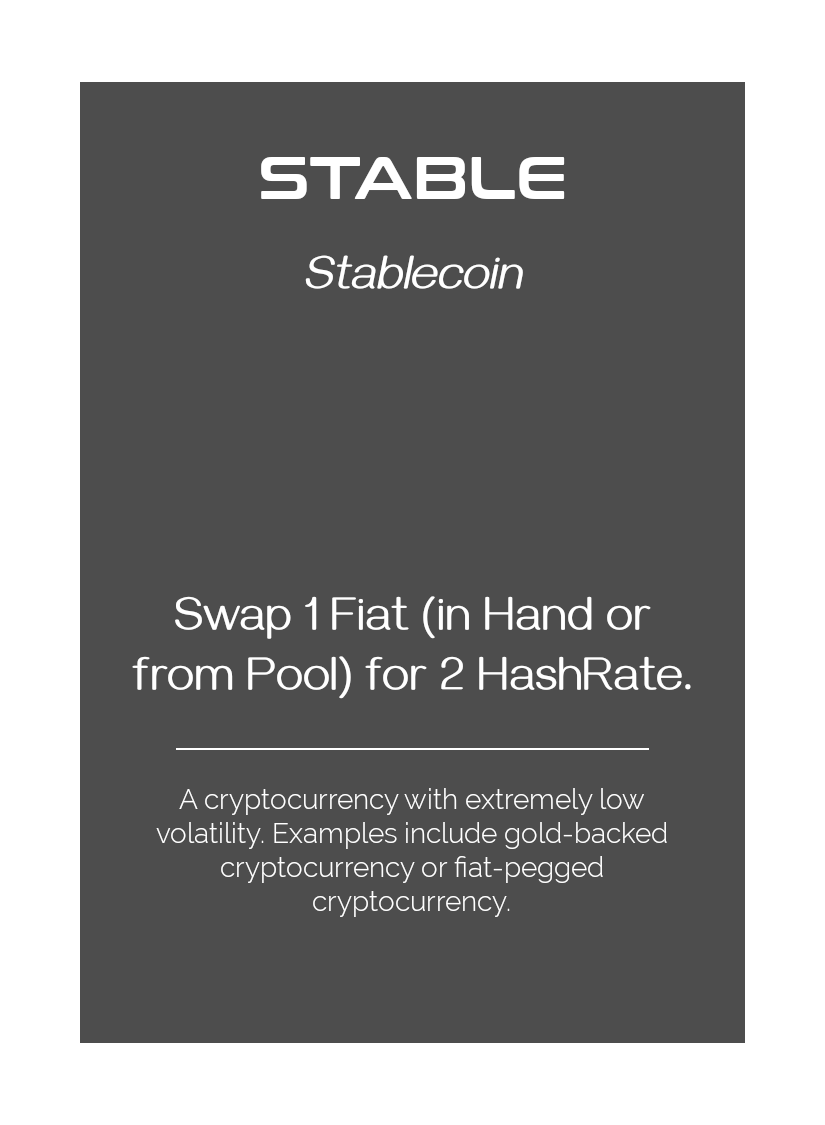 STABLE
Stablecoin
Swap 1 Fiat (in Hand or
from Pool) for 2 HashRate.
A cryptocurrency with extremely low
volatility. Examples include gold-backed
cryptocurrency or fiat-pegged
cryptocurrency.